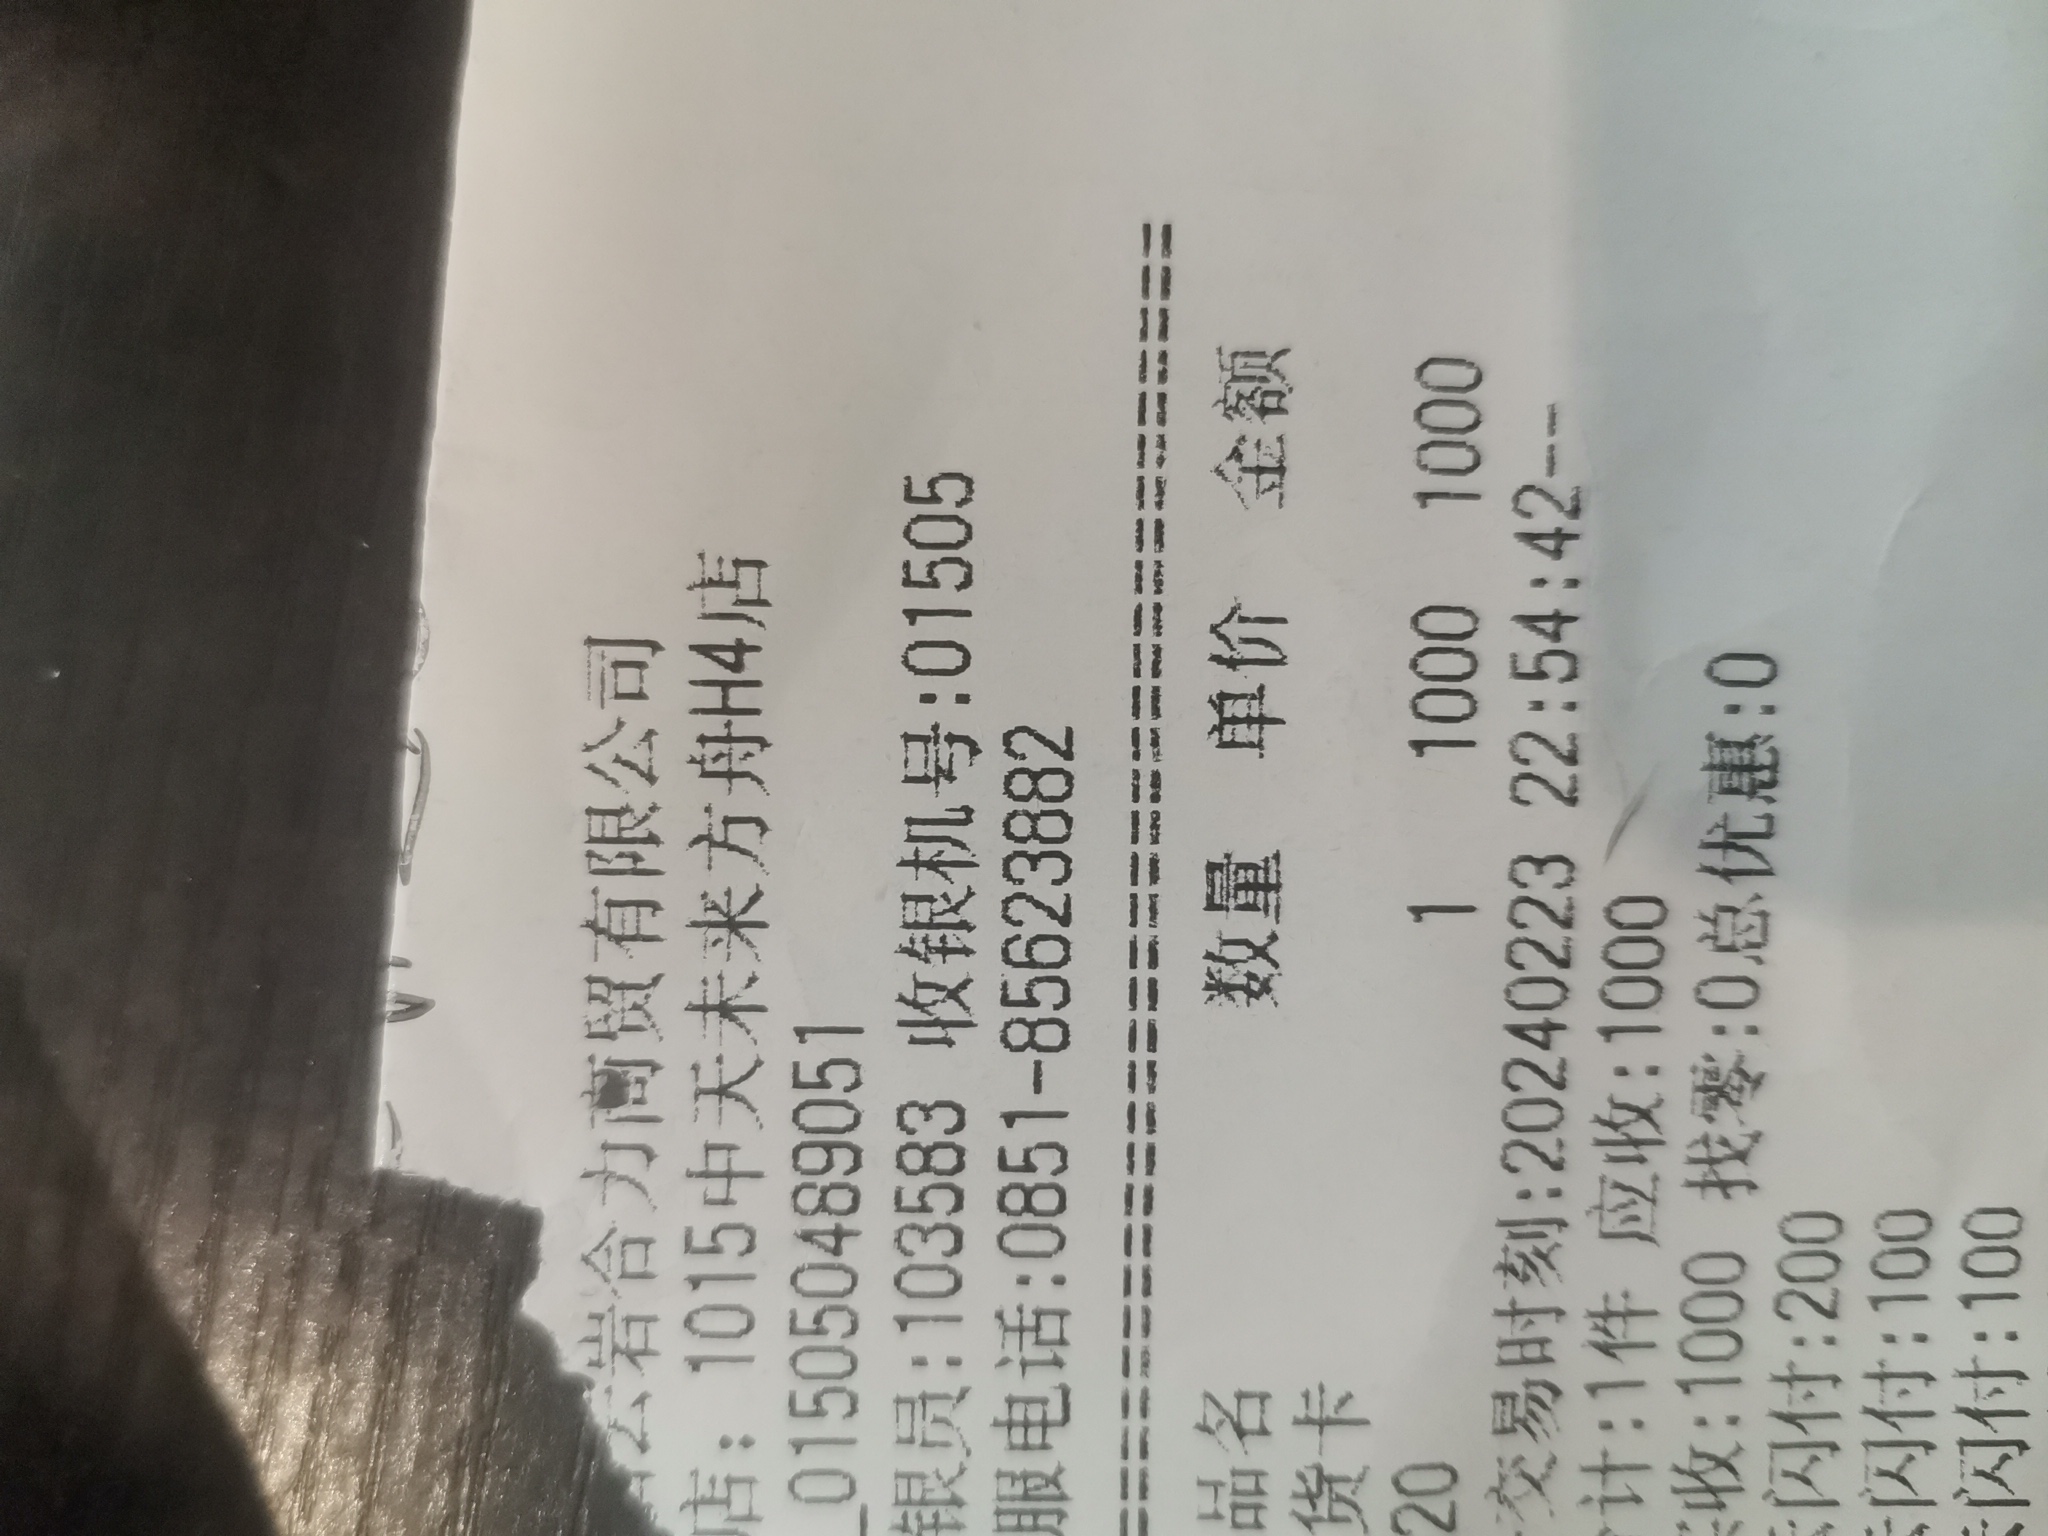 宏岩合力商贸有限公司
店: 1015中天未来方舟H4店
_015050489051
银员:103583 收银机号:01505
服电话:0851-85623882
品名 数量 单价 金额
货卡
20 1 1000 1000
交易时刻:20240223 22:54:42--
计:1件 应收:1000
收:1000 找零:0总优惠:0
闪付:200
闪付:100
闪付:100